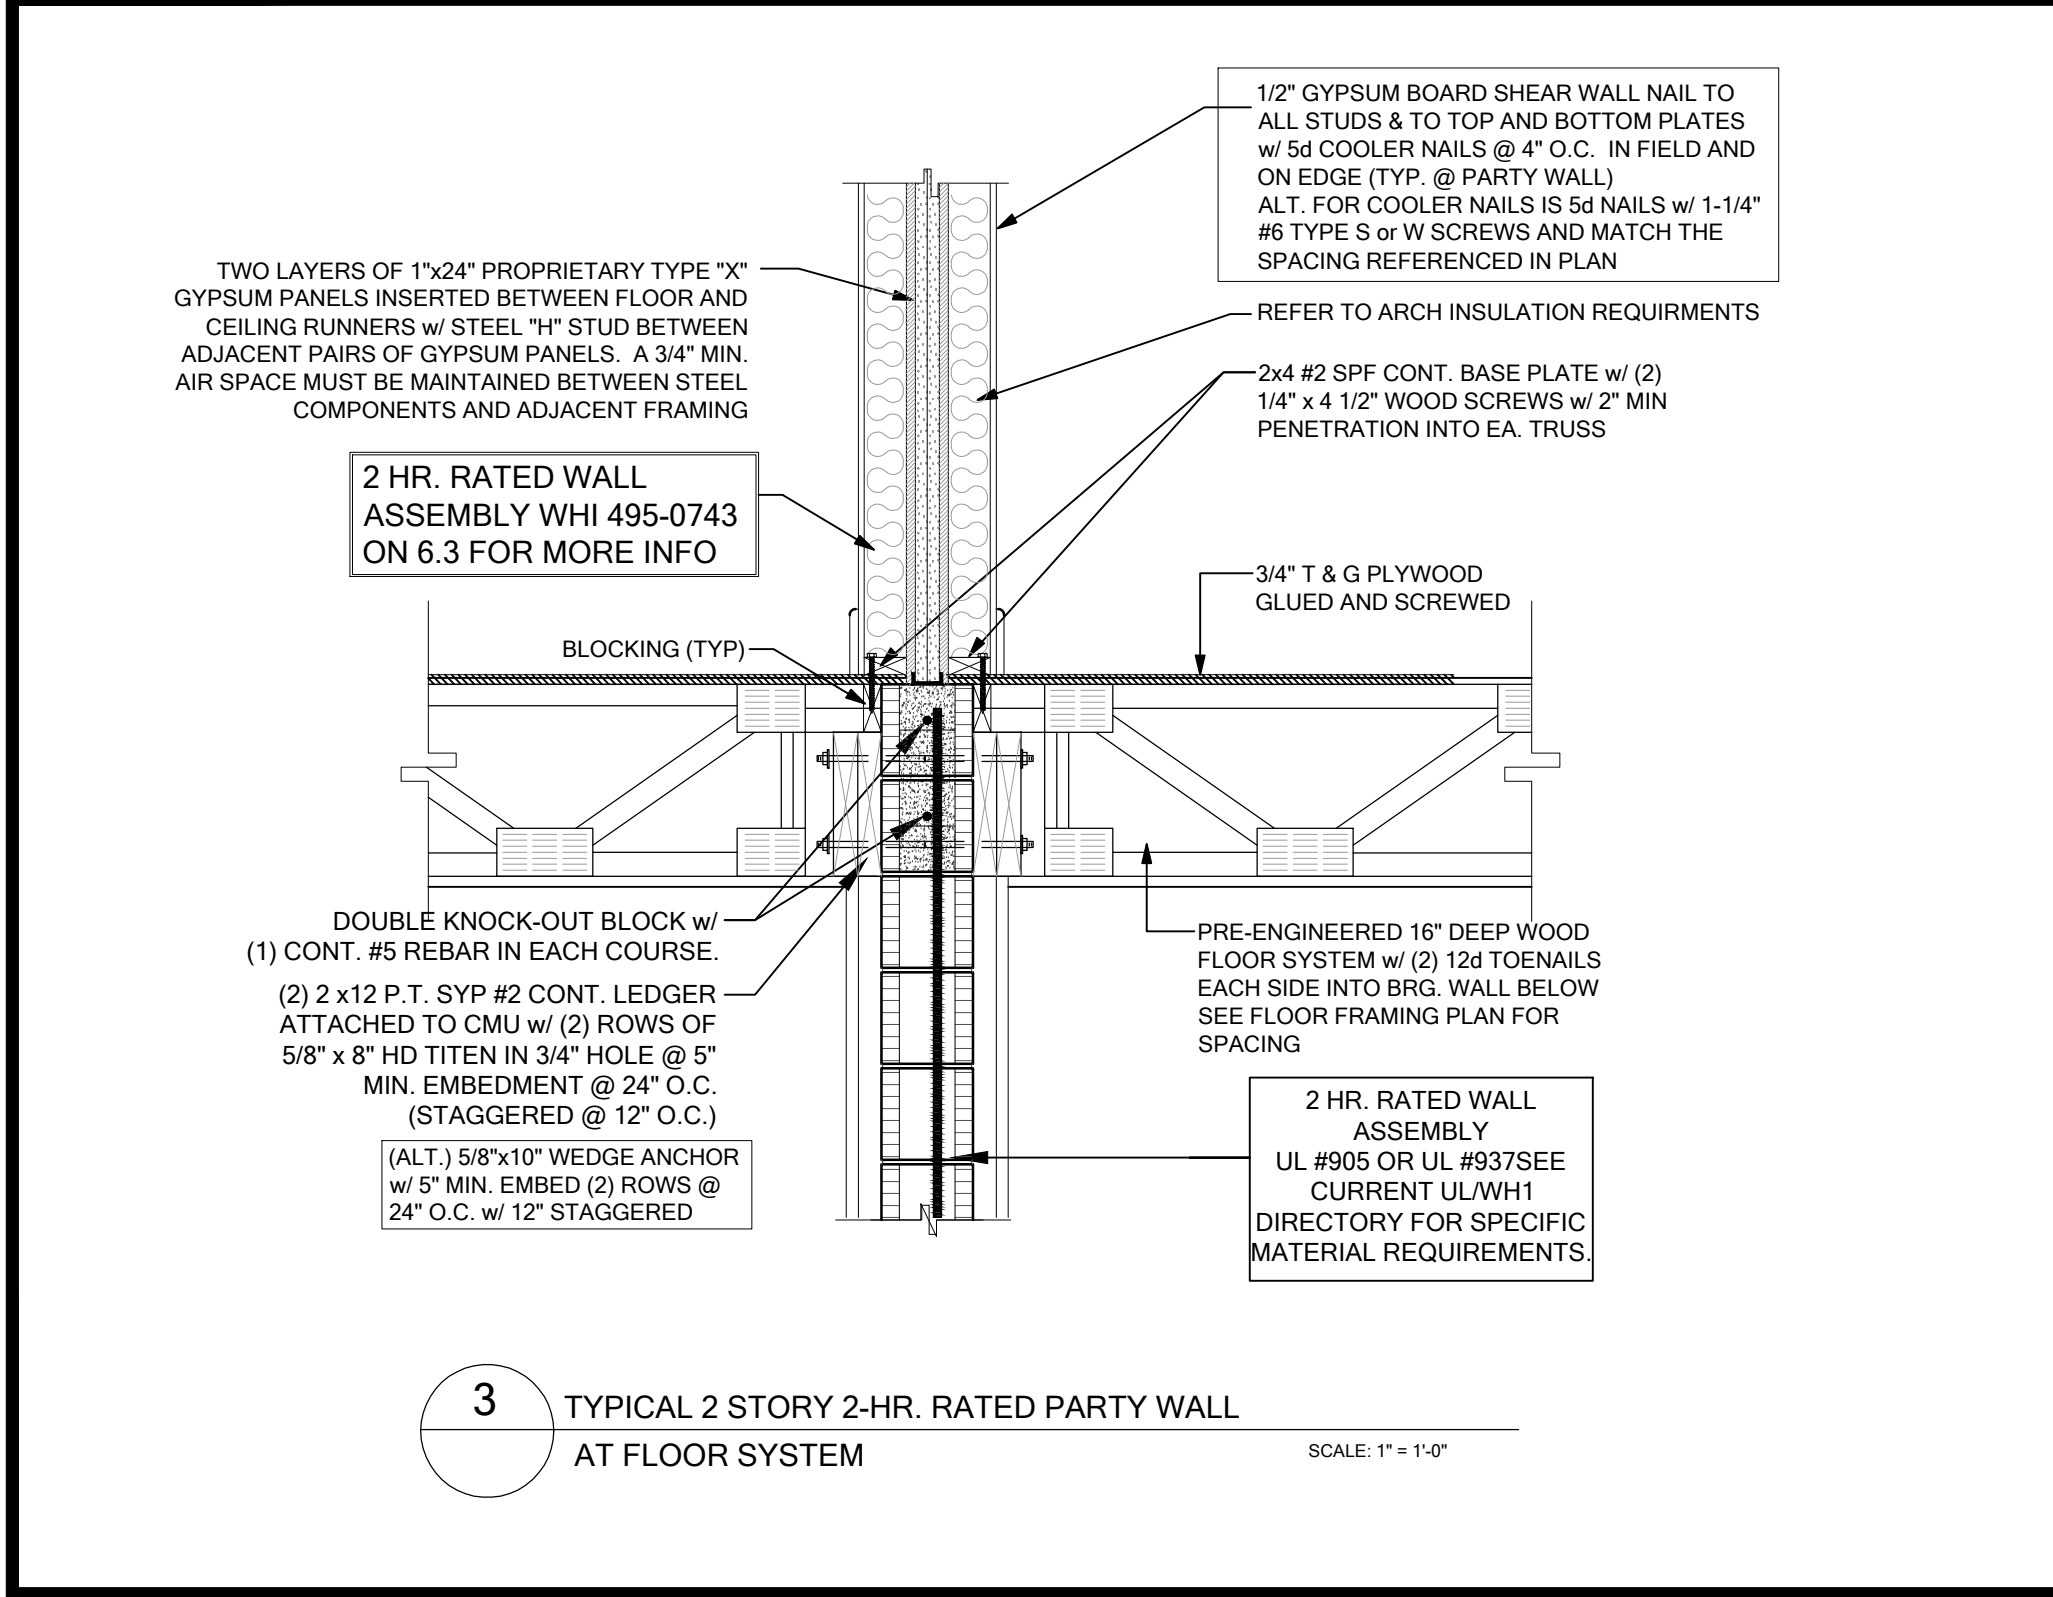 1/2" GYPSUM BOARD SHEAR WALL NAIL TO
ALL STUDS & TO TOP AND BOTTOM PLATES
w/ 5d COOLER NAILS @ 4" O.C. IN FIELD AND
ON EDGE (TYP. @ PARTY WALL)
ALT. FOR COOLER NAILS IS 5d NAILS w/ 1-1/4"
#6 TYPE S or W SCREWS AND MATCH THE
SPACING REFERENCED IN PLAN
TWO LAYERS OF 1"x24" PROPRIETARY TYPE "X"
GYPSUM PANELS INSERTED BETWEEN FLOOR AND
CEILING RUNNERS w/ STEEL "H" STUD BETWEEN
ADJACENT PAIRS OF GYPSUM PANELS. A 3/4" MIN.
AIR SPACE MUST BE MAINTAINED BETWEEN STEEL
COMPONENTS AND ADJACENT FRAMING
REFER TO ARCH INSULATION REQUIRMENTS
2x4 #2 SPF CONT. BASE PLATE w/ (2)
1/4" x 4 1/2" WOOD SCREWS w/ 2" MIN
PENETRATION INTO EA. TRUSS
2 HR. RATED WALL
ASSEMBLY WHI 495-0743
ON 6.3 FOR MORE INFO
3/4" T & G PLYWOOD
GLUED AND SCREWED
BLOCKING (TYP)
DOUBLE KNOCK-OUT BLOCK w/
(1) CONT. #5 REBAR IN EACH COURSE.
(2) 2 x12 P.T. SYP #2 CONT. LEDGER
ATTACHED TO CMU w/ (2) ROWS OF
5/8" x 8" HD TITEN IN 3/4" HOLE @ 5"
MIN. EMBEDMENT @ 24" O.C.
(STAGGERED @ 12" O.C.)
(ALT.) 5/8"x10" WEDGE ANCHOR
w/ 5" MIN. EMBED (2) ROWS @
24" O.C. w/ 12" STAGGERED
PRE-ENGINEERED 16" DEEP WOOD
FLOOR SYSTEM w/ (2) 12d TOENAILS
EACH SIDE INTO BRG. WALL BELOW
SEE FLOOR FRAMING PLAN FOR
SPACING
2 HR. RATED WALL
ASSEMBLY
UL #905 OR UL #937SEE
CURRENT UL/WH1
DIRECTORY FOR SPECIFIC
MATERIAL REQUIREMENTS.
3
TYPICAL 2 STORY 2-HR. RATED PARTY WALL
AT FLOOR SYSTEM
SCALE: 1" = 1'-0"